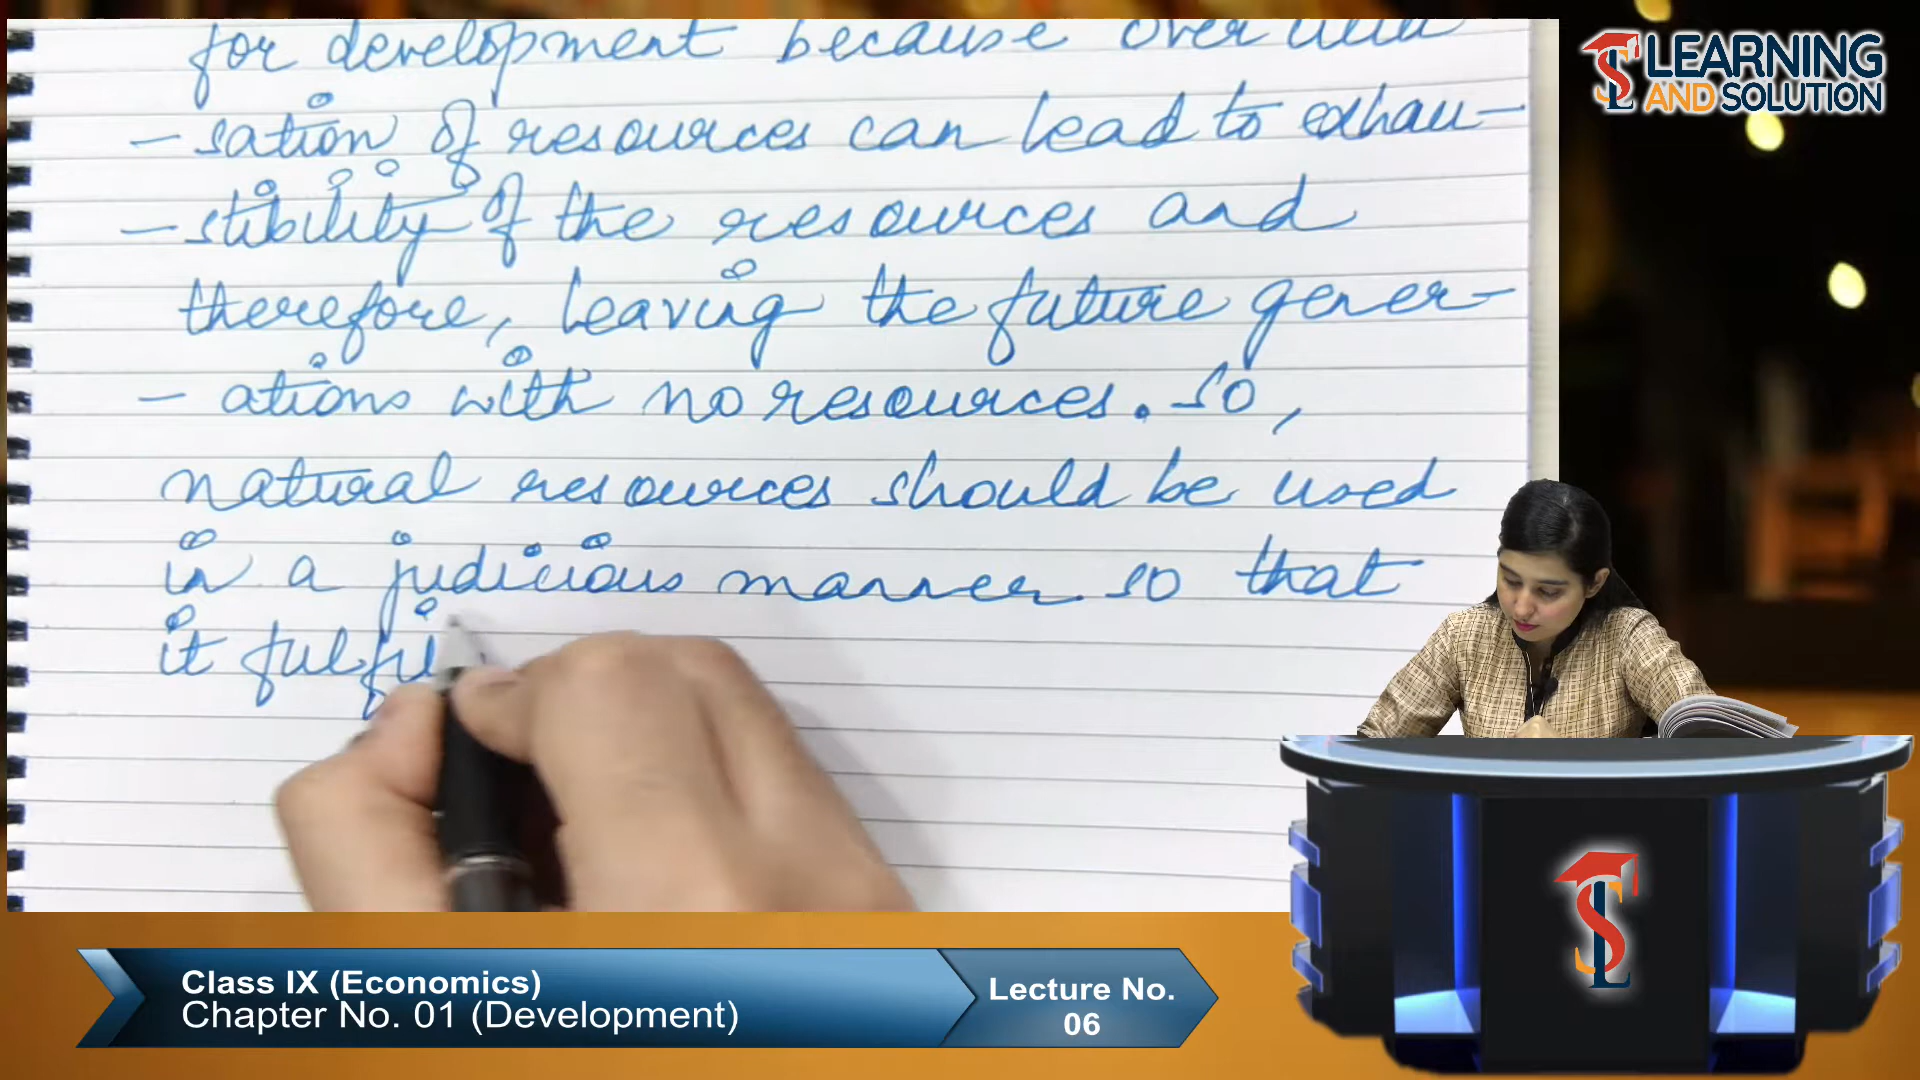 for development because over
- sation of resources can lead to exhau -
- stibility of the resources and
therefore, leaving the future gener -
- ations with no resources. So,
natural resources should be used
in a judicious manner so that
it fulfi
LEARNING
AND SOLUTION
Class IX (Economics)
Chapter No. 01 (Development)
Lecture No.
06